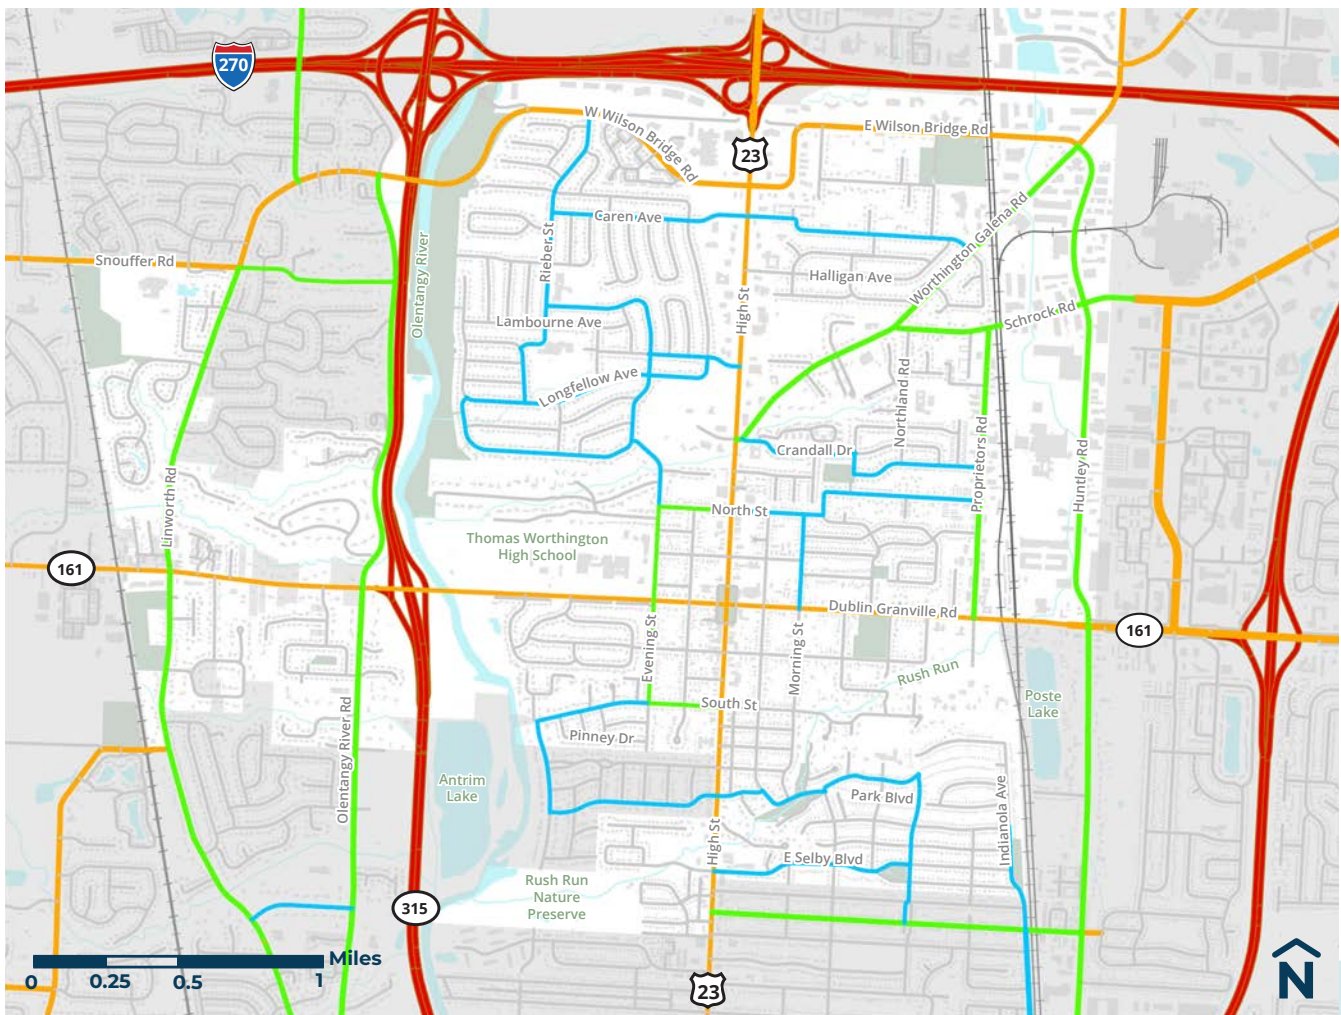 270
W Wilson Bridge Rd
E Wilson Bridge Rd
23
Caren Ave
Worthington Galena Rd
Rieber St
Snouffer Rd
Olentangy River
Halligan Ave
High St
Schrock Rd
Lambourne Ave
Longfellow Ave
Northland Rd
Crandall Dr
Proprietors Rd
Huntley Rd
Linworth Rd
North St
Thomas Worthington
High School
161
Dublin Granville Rd
161
Evening St
Morning St
Rush Run
Poste
Lake
South St
Olentangy River Rd
Pinney Dr
Antrim
Lake
Park Blvd
Indianola Ave
High St
E Selby Blvd
Rush Run
Nature
Preserve
315
Miles
0 0.25 0.5 1
23
N